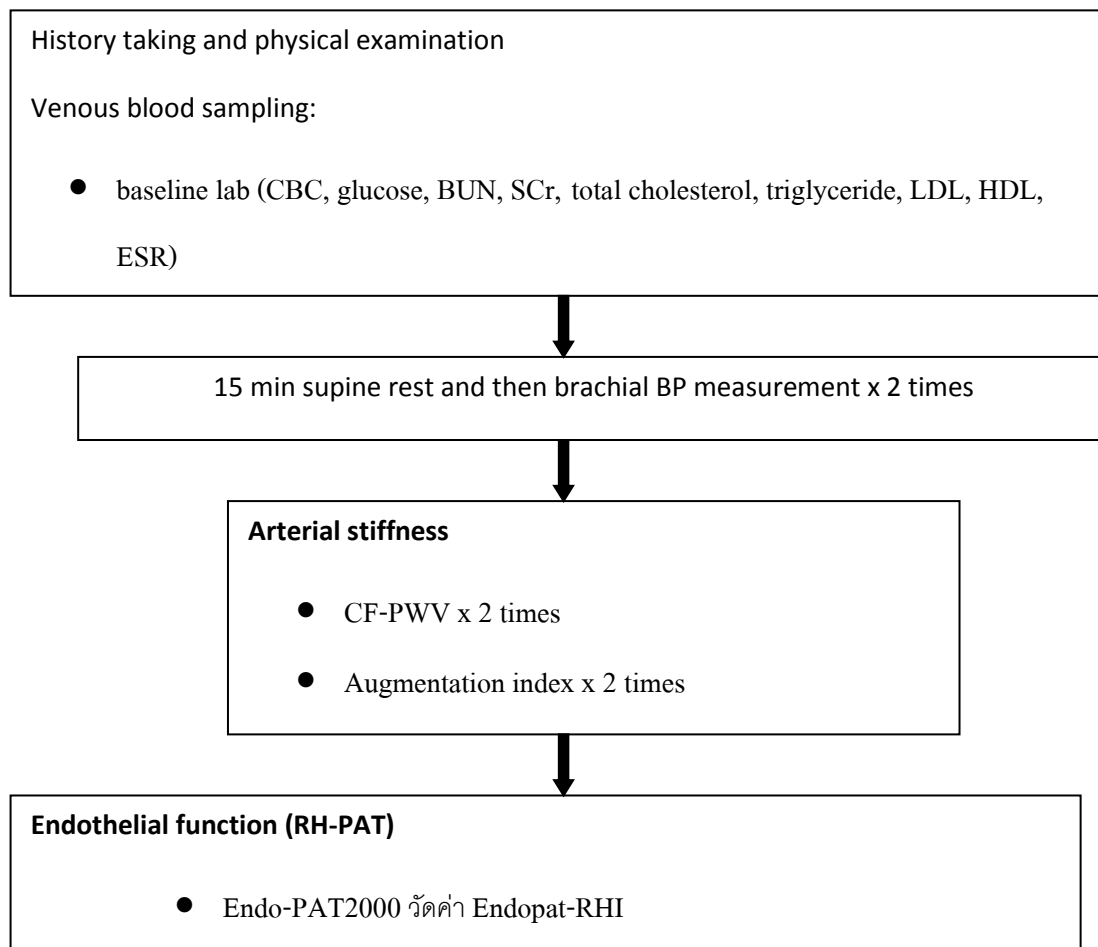 History taking and physical examination
Venous blood sampling:
● baseline lab (CBC, glucose, BUN, SCr, total cholesterol, triglyceride, LDL, HDL,
ESR)
15 min supine rest and then brachial BP measurement x 2 times
Arterial stiffness
● CF-PWV x 2 times
● Augmentation index x 2 times
Endothelial function (RH-PAT)
● Endo-PAT2000 วัดค่า Endopat-RHI